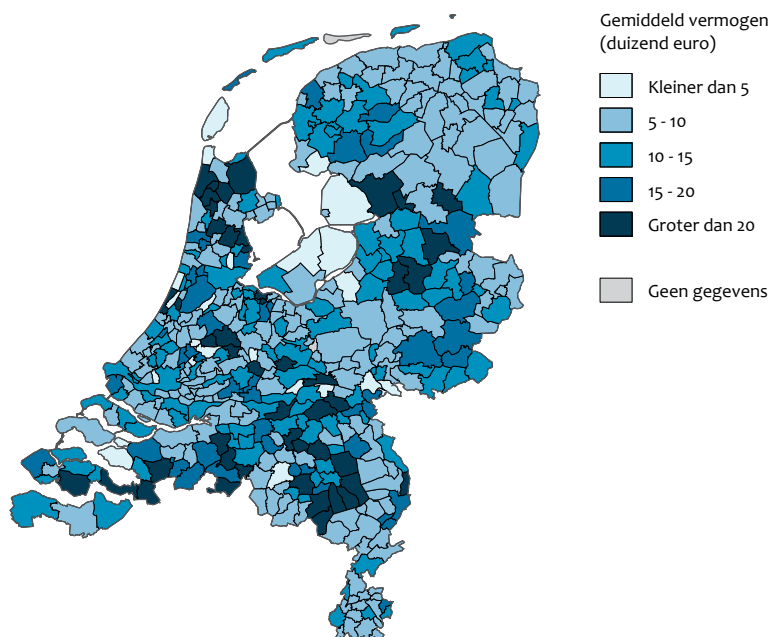 Gemiddeld vermogen
(duizend euro)
Kleiner dan 5
5 - 10
10 - 15
15 - 20
Groter dan 20
Geen gegevens